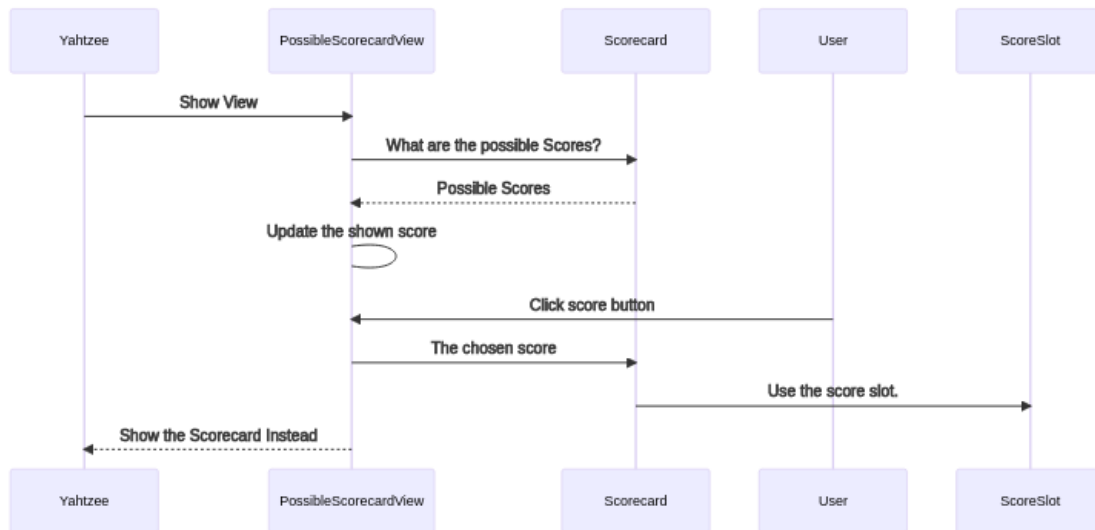 Yahtzee PossibleScorecardView Scorecard User ScoreSlot
Show View
What are the possible Scores?
Possible Scores
Update the shown score
Click score button
The chosen score
Use the score slot.
Show the Scorecard Instead
Yahtzee PossibleScorecardView Scorecard User ScoreSlot